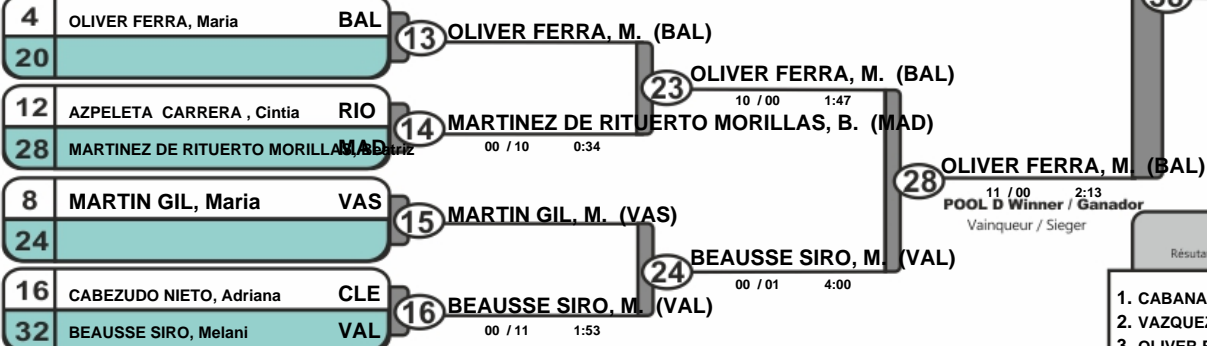 4 OLIVER FERRA, Maria BAL
20
13 OLIVER FERRA, M. (BAL)
12 AZPELETA CARRERA , Cintia RIO
28 MARTINEZ DE RITUERTO MORILLAS, Beatriz MAD
14 MARTINEZ DE RITUERTO MORILLAS, B. (MAD)
00 / 10 0:34
23 OLIVER FERRA, M. (BAL)
10 / 00 1:47
8 MARTIN GIL, Maria VAS
24
15 MARTIN GIL, M. (VAS)
16 CABEZUDO NIETO, Adriana CLE
32 BEAUSSE SIRO, Melani VAL
16 BEAUSSE SIRO, M. (VAL)
00 / 11 1:53
24 BEAUSSE SIRO, M. (VAL)
00 / 01 4:00
28 OLIVER FERRA, M. (BAL)
11 / 00 2:13
POOL D Winner / Ganador
Vainqueur / Sieger
1. CABANA
2. VAZQUEZ